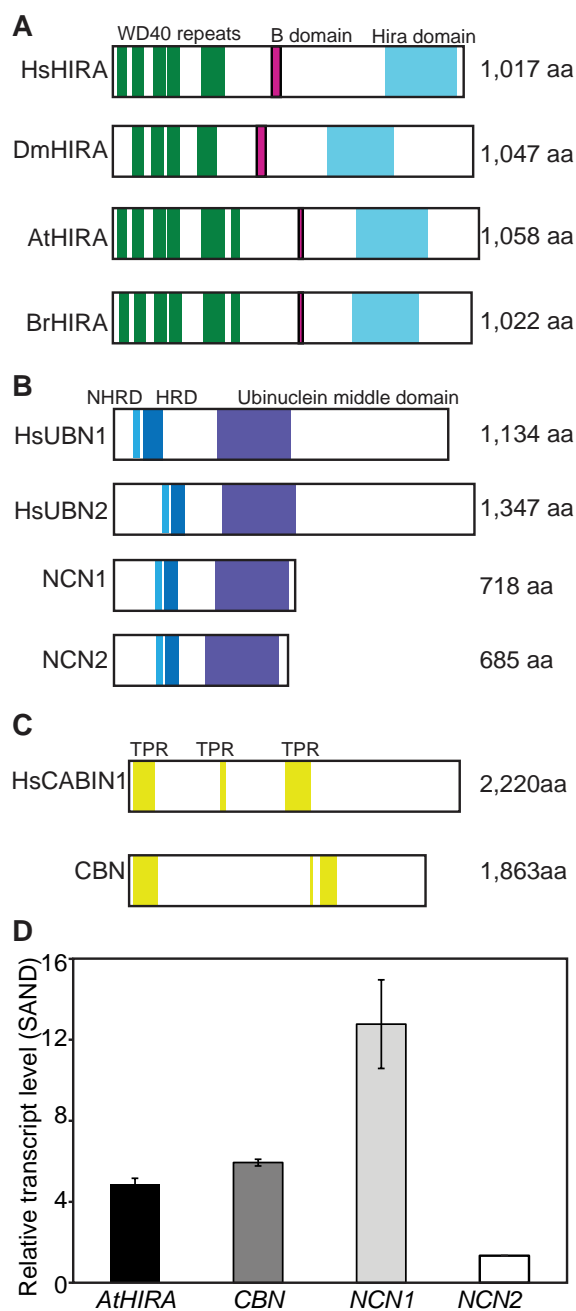 A
WD40 repeats B domain Hira domain
HsHIRA 1,017 aa
DmHIRA 1,047 aa
AtHIRA 1,058 aa
BrHIRA 1,022 aa
B
NHRD HRD Ubinuclein middle domain
HsUBN1 1,134 aa
HsUBN2 1,347 aa
NCN1 718 aa
NCN2 685 aa
C
TPR TPR TPR
HsCABIN1 2,220aa
CBN 1,863aa
D
Relative transcript level (SAND)
16
12
8
4
0
AtHIRA CBN NCN1 NCN2